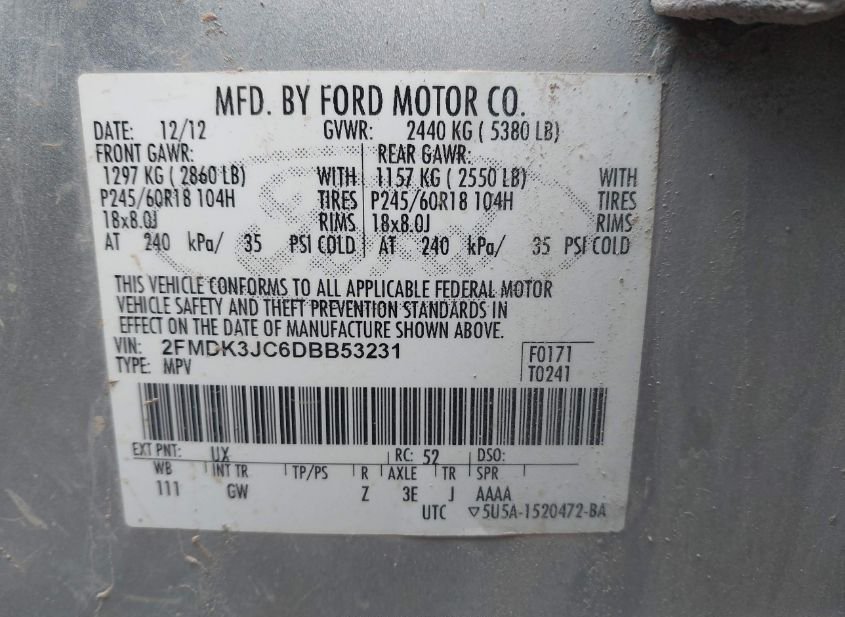 MFD. BY FORD MOTOR CO.
DATE: 12/12 GVWR: 2440 KG ( 5380 LB)
FRONT GAWR: REAR GAWR:
1297 KG ( 2860 LB) WITH 1157 KG ( 2550 LB) WITH
P245/60R18 104H TIRES P245/60R18 104H TIRES
18x8.0J RIMS 18x8.0J RIMS
AT 240 kPa/ 35 PSI COLD AT 240 kPa/ 35 PSI COLD
THIS VEHICLE CONFORMS TO ALL APPLICABLE FEDERAL MOTOR
VEHICLE SAFETY AND THEFT PREVENTION STANDARDS IN
EFFECT ON THE DATE OF MANUFACTURE SHOWN ABOVE.
VIN: 2FMDK3JC6DBB53231 F0171
TYPE: MPV T0241
EXT PNT: UX RC: 52 DSO:
WB INT TR TP/PS R AXLE TR SPR
111 GW Z 3E J AAAA
UTC ▽5U5A-1520472-BA